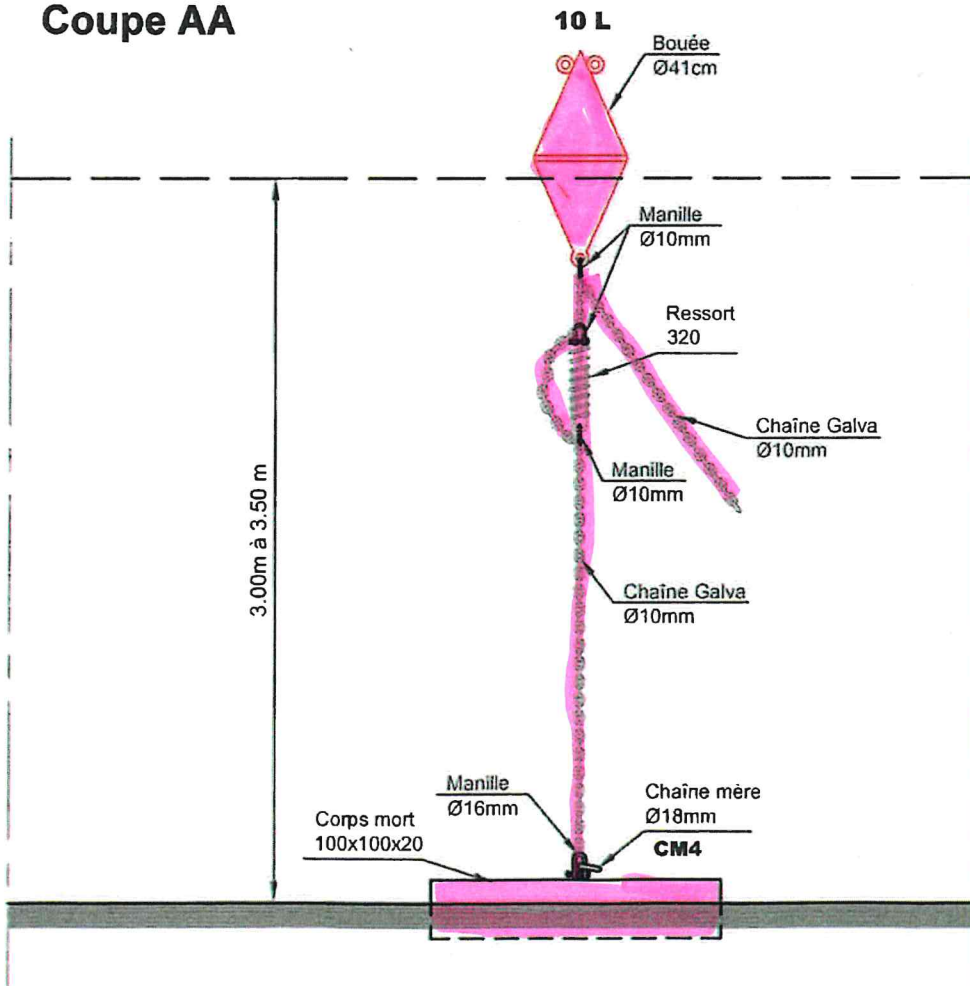 Coupe AA
10 L
Bouée
Ø41cm
Manille
Ø10mm
Ressort
320
Chaîne Galva
Ø10mm
Manille
Ø10mm
3.00m à 3.50 m
Chaîne Galva
Ø10mm
Manille
Ø16mm
Chaîne mère
Ø18mm
CM4
Corps mort
100x100x20